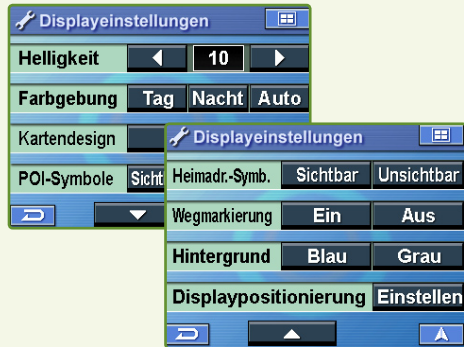 Displayeinstellungen
Helligkeit 10
Farbgebung Tag Nacht Auto
Kartendesign
POI-Symbole
Displayeinstellungen
Heimadr.-Symb. Sichtbar Unsichtbar
Wegmarkierung Ein Aus
Hintergrund Blau Grau
Displaypositionierung Einstellen